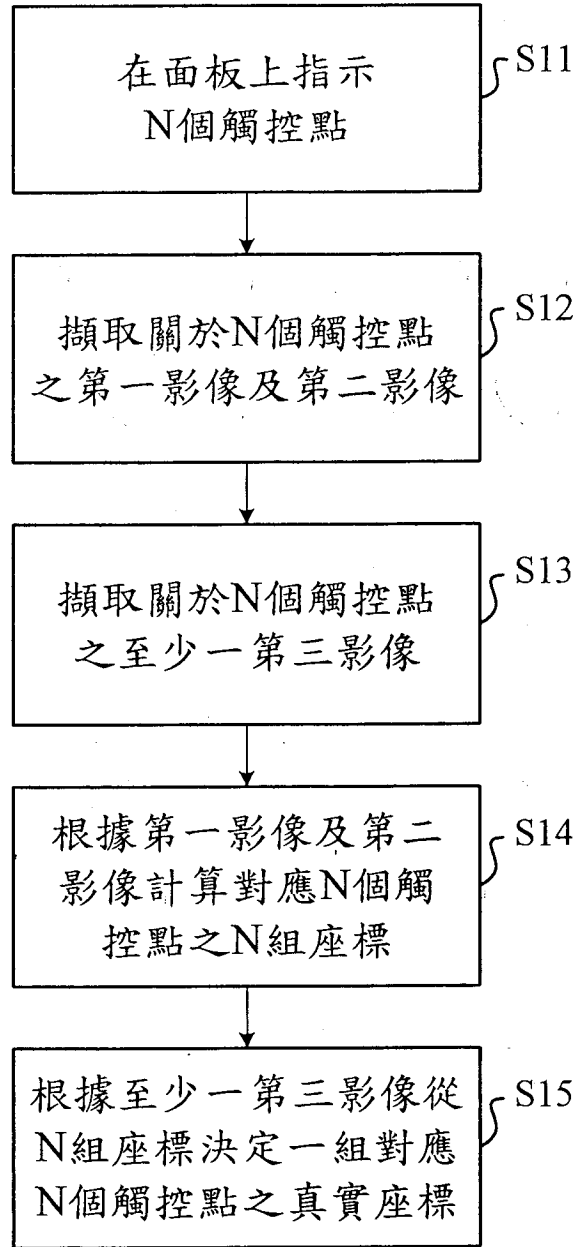 在面板上指示
N個觸控點
S11
擷取關於N個觸控點
之第一影像及第二影像
S12
擷取關於N個觸控點
之至少一第三影像
S13
根據第一影像及第二
影像計算對應N個觸
控點之N組座標
S14
根據至少一第三影像從
N組座標決定一組對應
N個觸控點之真實座標
S15